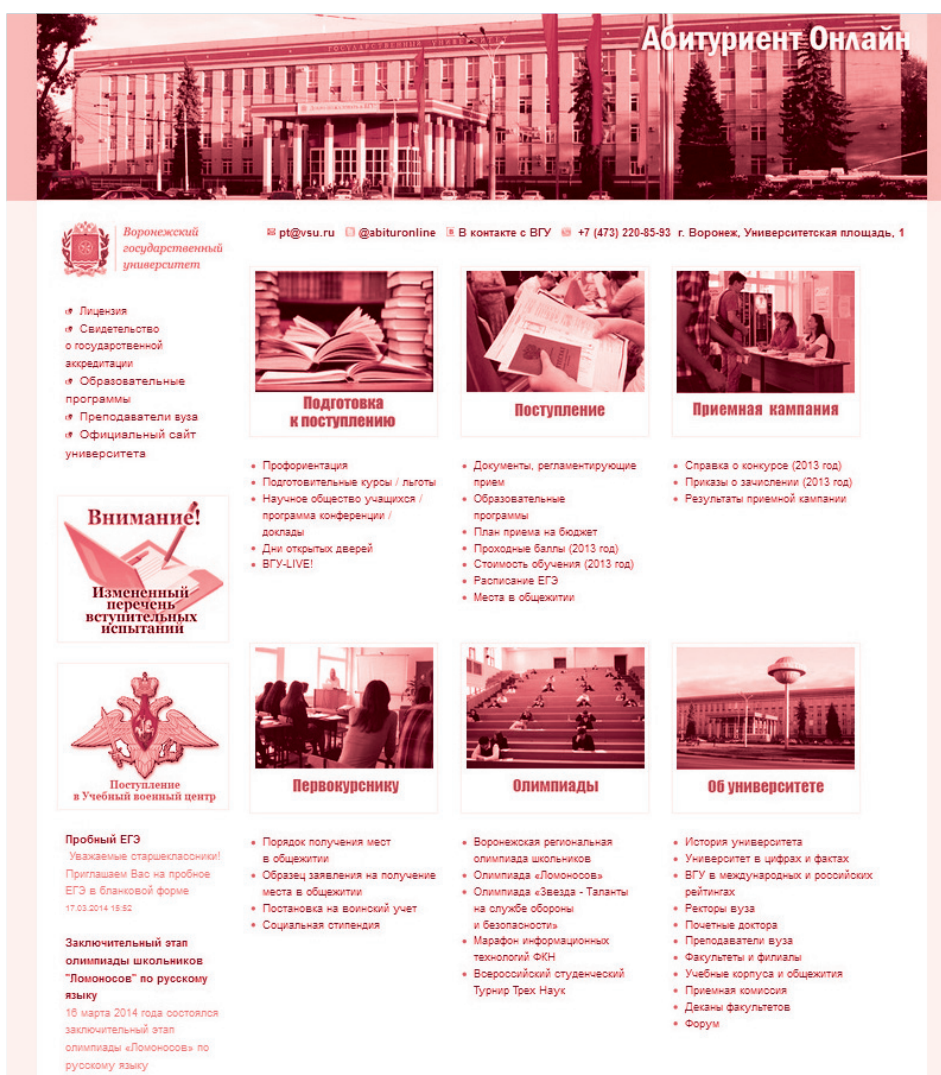 ГОСУДАРСТВЕННЫЙ УНИВЕРСИТЕТ
Абитуриент Онлайн
Воронежский
государственный
университет
pt@vsu.ru @abituronline В контакте с ВГУ +7 (473) 220-85-93 г. Воронеж, Университетская площадь, 1
Лицензия
Свидетельство
о государственной
аккредитации
Образовательные
программы
Преподаватели вуза
Официальный сайт
университета
Внимание!
Измененный
перечень
вступительных
испытаний
Поступление
в Учебный военный центр
Пробный ЕГЭ
Уважаемые старшеклассники!
Приглашаем Вас на пробное
ЕГЭ в бланковой форме
17.03.2014 15:52
Заключительный этап
олимпиады школьников
"Ломоносов" по русскому
языку
16 марта 2014 года состоялся
заключительный этап
олимпиады «Ломоносов» по
русскому языку
Подготовка
к поступлению
• Профориентация
• Подготовительные курсы / льготы
• Научное общество учащихся /
программа конференции /
доклады
• Дни открытых дверей
• ВГУ-LIVE!
Поступление
• Документы, регламентирующие
прием
• Образовательные
программы
• План приема на бюджет
• Проходные баллы (2013 год)
• Стоимость обучения (2013 год)
• Расписание ЕГЭ
• Места в общежитии
Приемная кампания
• Справка о конкурсе (2013 год)
• Приказы о зачислении (2013 год)
• Результаты приемной кампании
Первокурснику
• Порядок получения мест
в общежитии
• Образец заявления на получение
места в общежитии
• Постановка на воинский учет
• Социальная стипендия
Олимпиады
• Воронежская региональная
олимпиада школьников
• Олимпиада «Ломоносов»
• Олимпиада «Звезда - Таланты
на службе обороны
и безопасности»
• Марафон информационных
технологий ФКН
• Всероссийский студенческий
Турнир Трех Наук
Об университете
• История университета
• Университет в цифрах и фактах
• ВГУ в международных и российских
рейтингах
• Ректоры вуза
• Почетные доктора
• Преподаватели вуза
• Факультеты и филиалы
• Учебные корпуса и общежития
• Приемная комиссия
• Деканы факультетов
• Форум